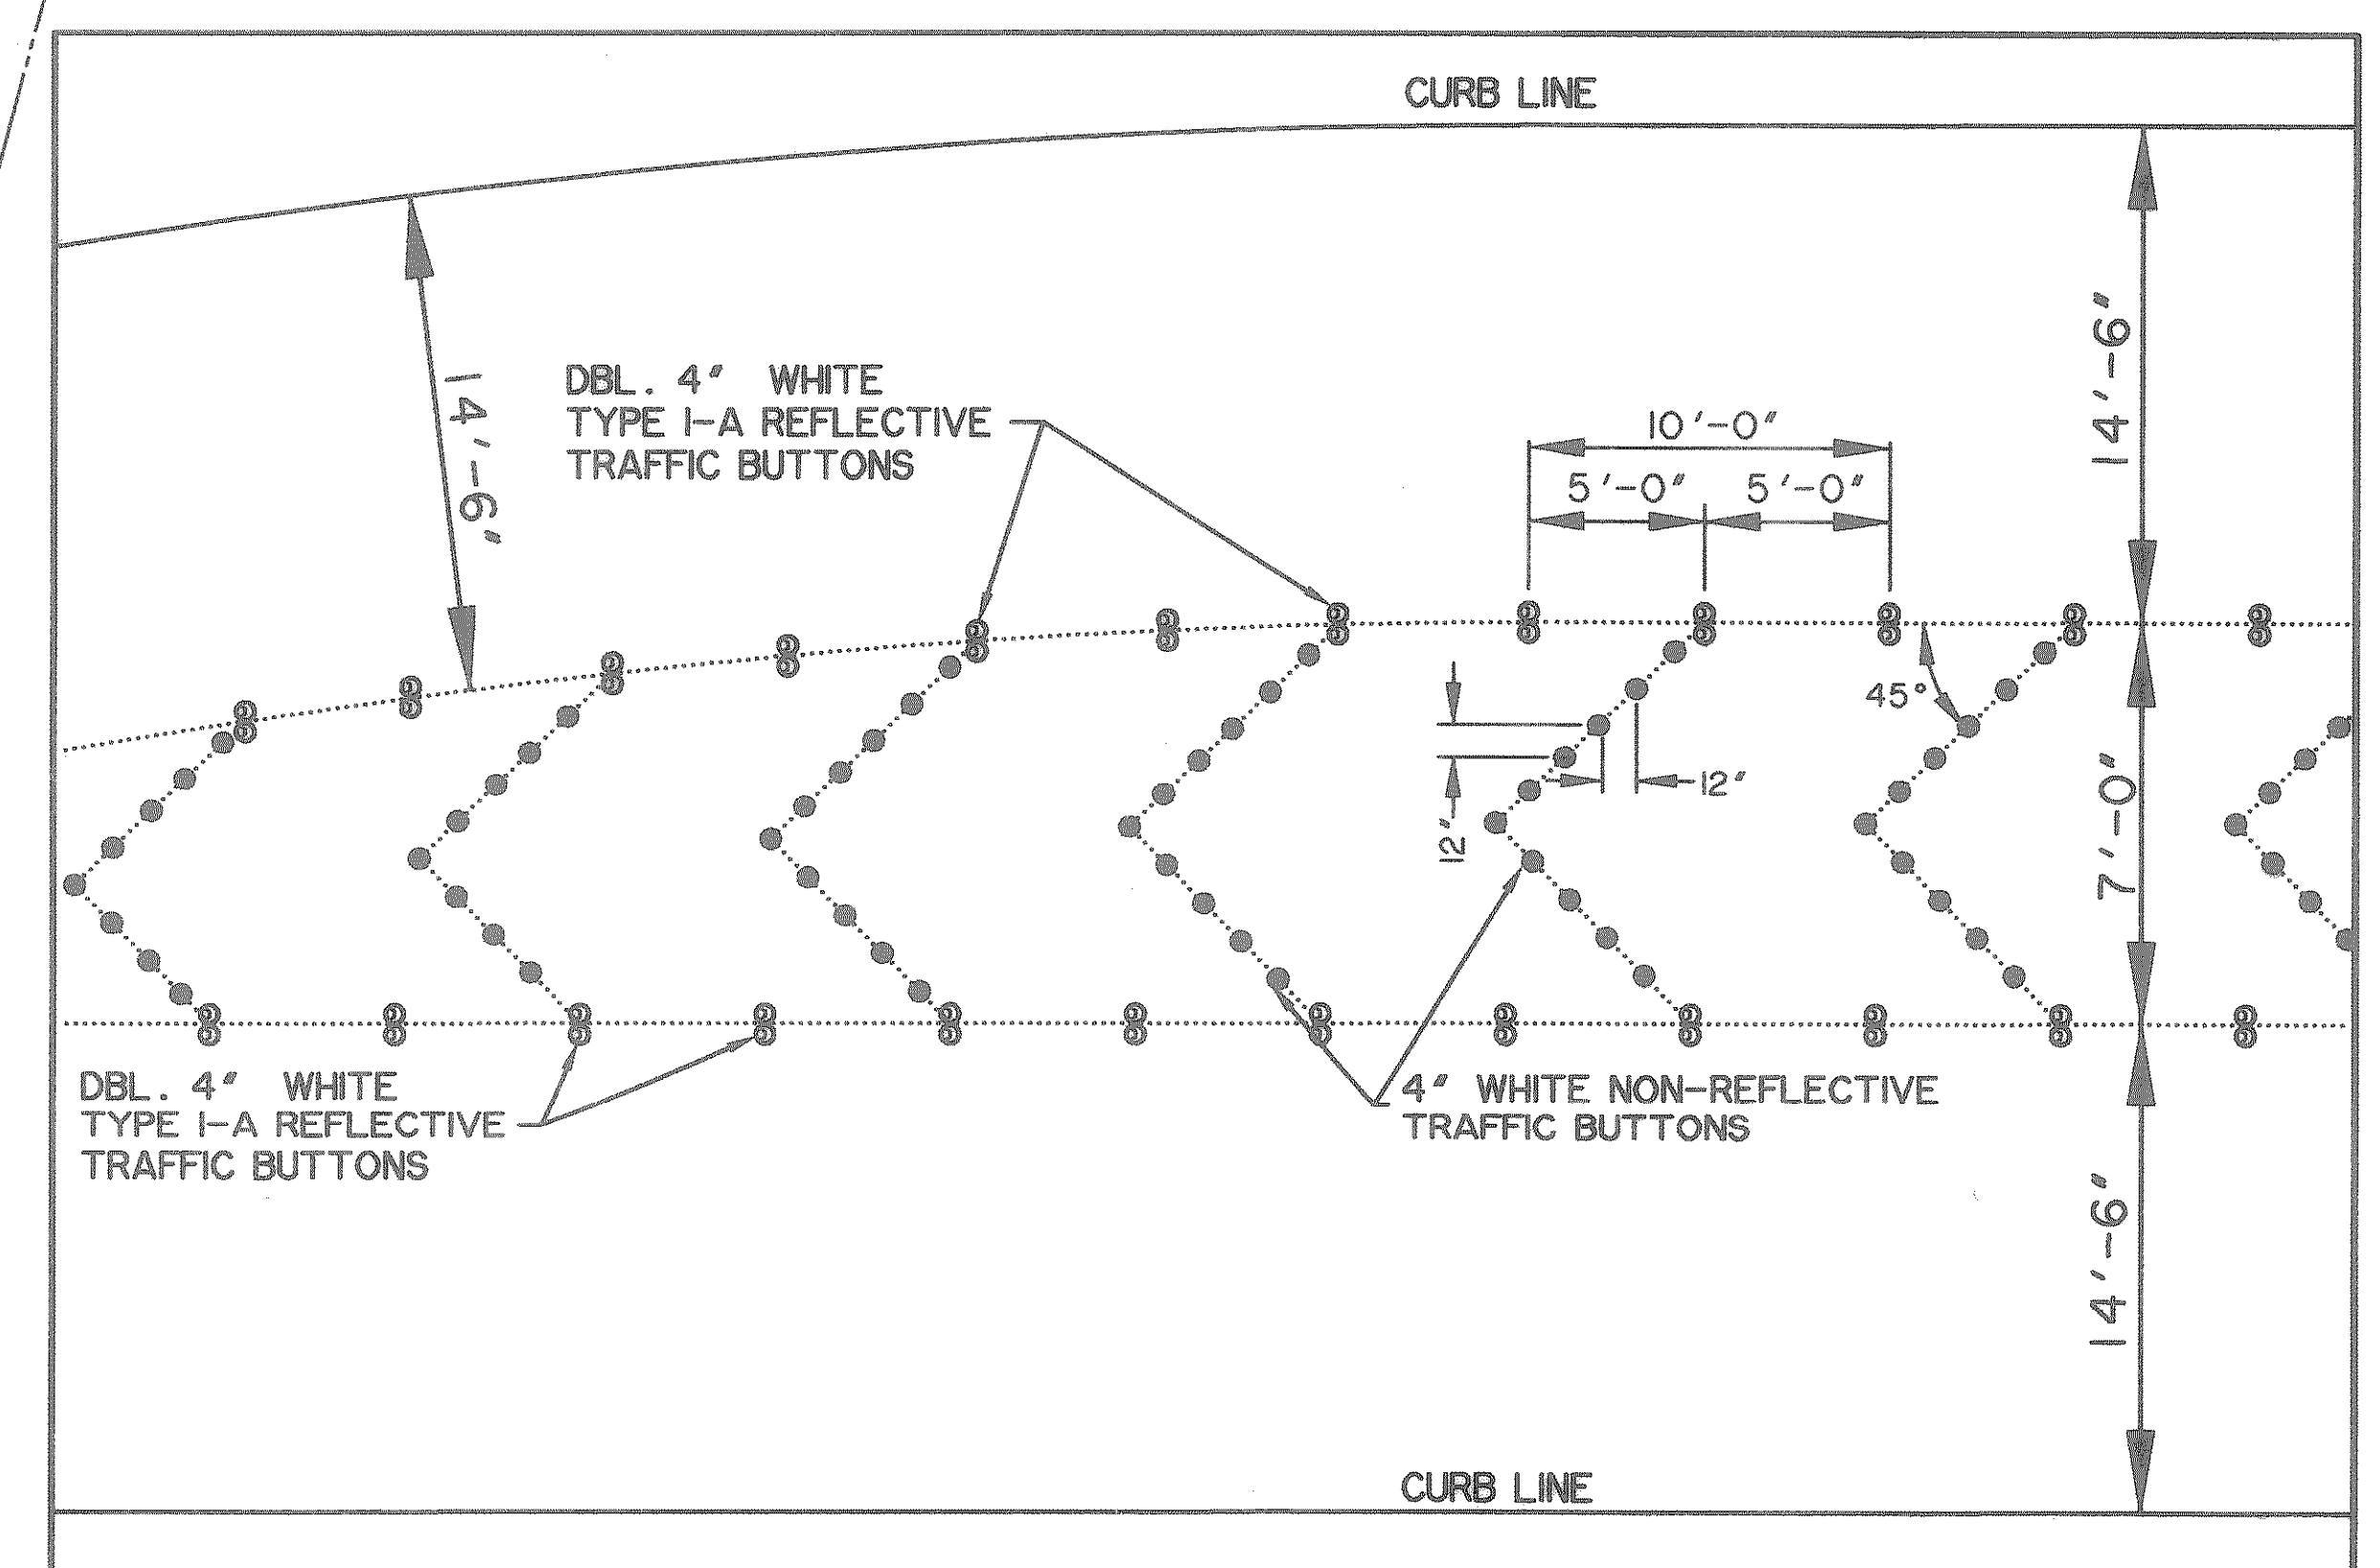 CURB LINE
14'-6"
14'-6"
DBL. 4" WHITE
TYPE I-A REFLECTIVE
TRAFFIC BUTTONS
10'-0"
5'-0" 5'-0"
45°
12"
12'
7'-0"
DBL. 4" WHITE
TYPE I-A REFLECTIVE
TRAFFIC BUTTONS
4" WHITE NON-REFLECTIVE
TRAFFIC BUTTONS
14'-6"
CURB LINE